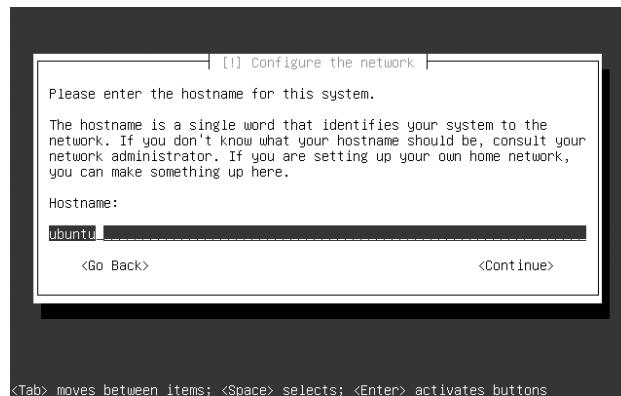 [!] Configure the network
Please enter the hostname for this system.
The hostname is a single word that identifies your system to the
network. If you don't know what your hostname should be, consult your
network administrator. If you are setting up your own home network,
you can make something up here.
Hostname:
ubuntu
<Go Back> <Continue>
<Tab> moves between items; <Space> selects; <Enter> activates buttons